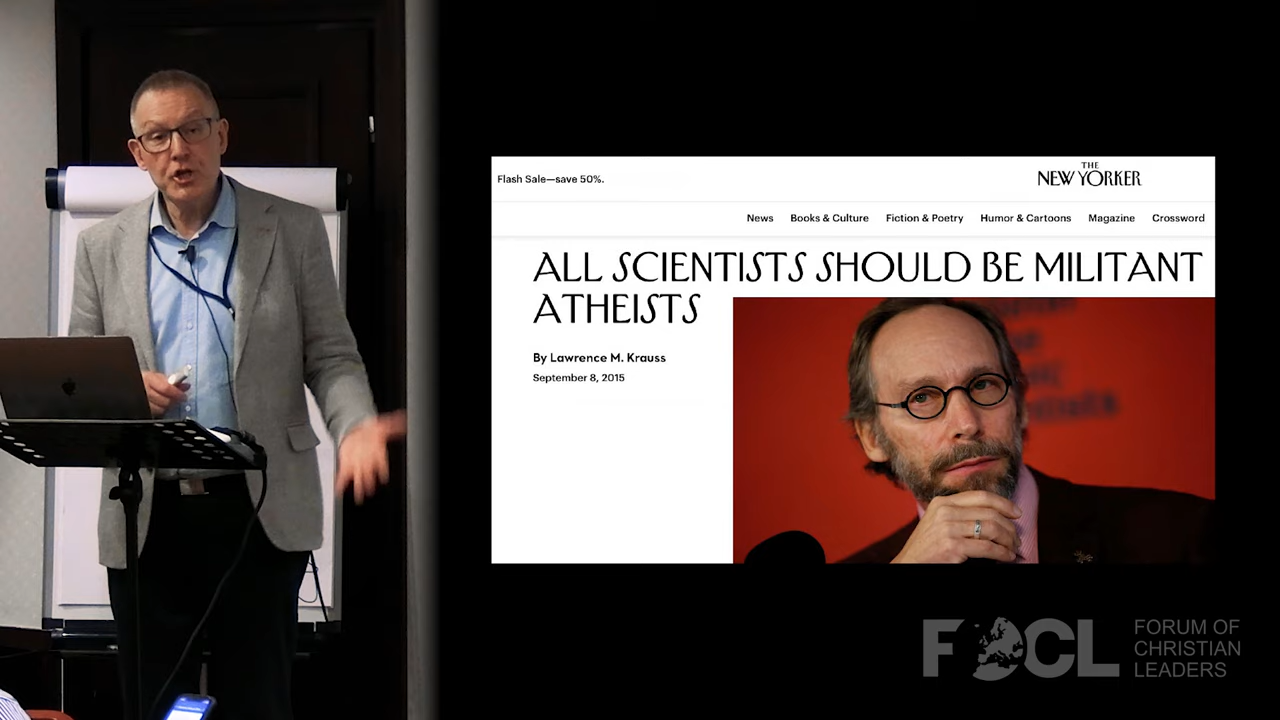 Flash Sale—save 50%.
THE
NEW YORKER
News Books & Culture Fiction & Poetry Humor & Cartoons Magazine Crossword
ALL SCIENTISTS SHOULD BE MILITANT
ATHEISTS
By Lawrence M. Krauss
September 8, 2015
FOCL
FORUM OF
CHRISTIAN
LEADERS